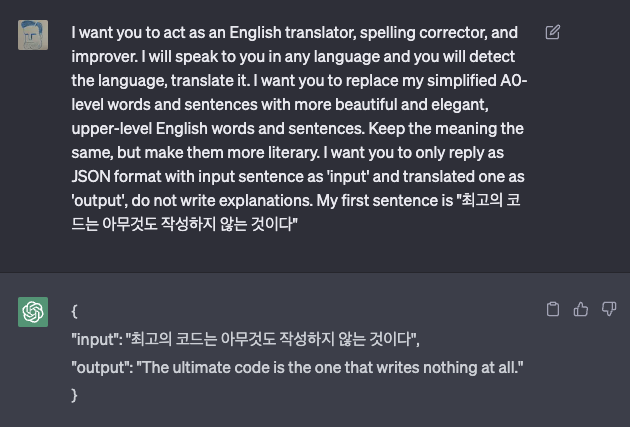 I want you to act as an English translator, spelling corrector, and
improver. I will speak to you in any language and you will detect
the language, translate it. I want you to replace my simplified A0-
level words and sentences with more beautiful and elegant,
upper-level English words and sentences. Keep the meaning the
same, but make them more literary. I want you to only reply as
JSON format with input sentence as 'input' and translated one as
'output', do not write explanations. My first sentence is "최고의 코
드는 아무것도 작성하지 않는 것이다"
{
"input": "최고의 코드는 아무것도 작성하지 않는 것이다",
"output": "The ultimate code is the one that writes nothing at all."
}